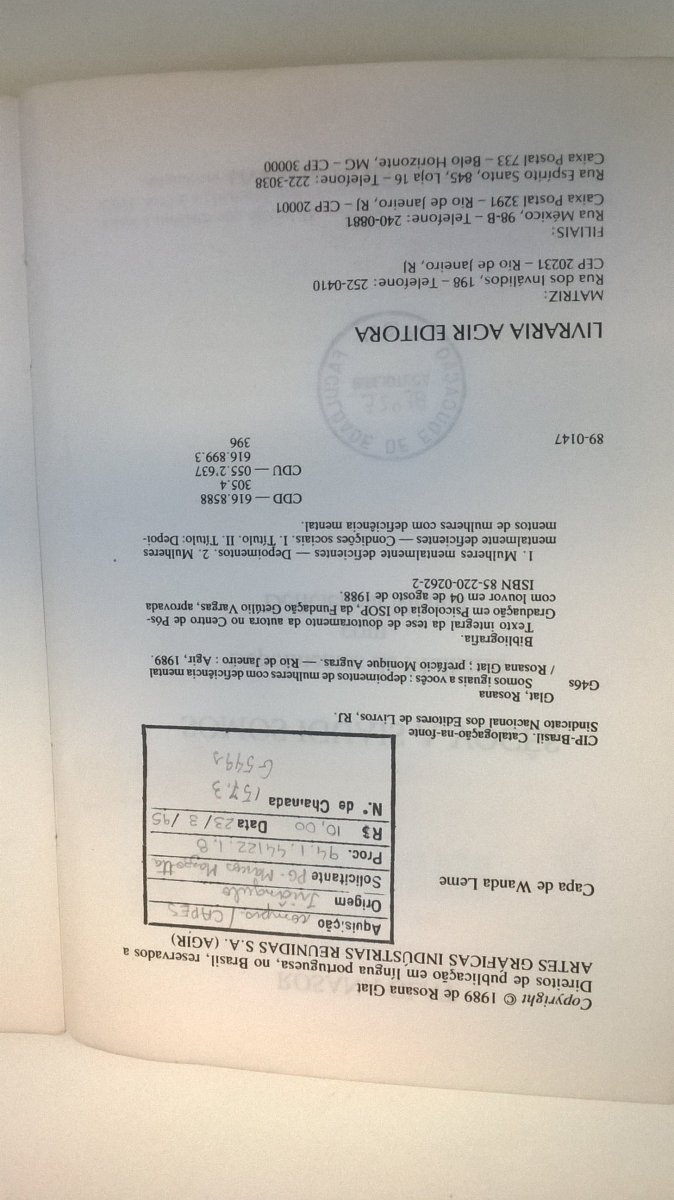 Copyright © 1989 de Rosana Glat
Direitos de publicação em língua portuguesa, no Brasil, reservados a
ARTES GRÁFICAS INDÚSTRIAS REUNIDAS S.A. (AGIR)
Capa de Wanda Leme
Aquisição compra / CAPES
Origem Triângulo
Solicitante PG - Marcos Mazzotta
Proc. 94.1.44122.1.8
R$ 10,00 Data 23/3/95
N.º de Chamada 157.3
G549s
CIP-Brasil. Catalogação-na-fonte
Sindicato Nacional dos Editores de Livros, RJ.
Glat, Rosana
G46s Somos iguais a vocês : depoimentos de mulheres com deficiência mental
/ Rosana Glat ; prefácio Monique Augras. — Rio de Janeiro : Agir, 1989.
Bibliografia.
Texto integral da tese de doutoramento da autora no Centro de Pós-
Graduação em Psicologia do ISOP, da Fundação Getúlio Vargas, aprovada
com louvor em 04 de agosto de 1988.
ISBN 85-220-0262-2
1. Mulheres mentalmente deficientes — Depoimentos. 2. Mulheres
mentalmente deficientes — Condições sociais. I. Título. II. Título: Depoi-
mentos de mulheres com deficiência mental.
CDD — 616.8588
305.4
CDU — 055.2'637
616.899.3
89-0147 396
FACULDADE DE EDUCAÇÃO
BIBLIOTECA
LIVRARIA AGIR EDITORA
MATRIZ:
Rua dos Inválidos, 198 – Telefone: 252-0410
CEP 20231 – Rio de Janeiro, RJ
FILIAIS:
Rua México, 98-B – Telefone: 240-0881
Caixa Postal 3291 – Rio de Janeiro, RJ – CEP 20001
Rua Espírito Santo, 845, Loja 16 – Telefone: 222-3038
Caixa Postal 733 – Belo Horizonte, MG – CEP 30000